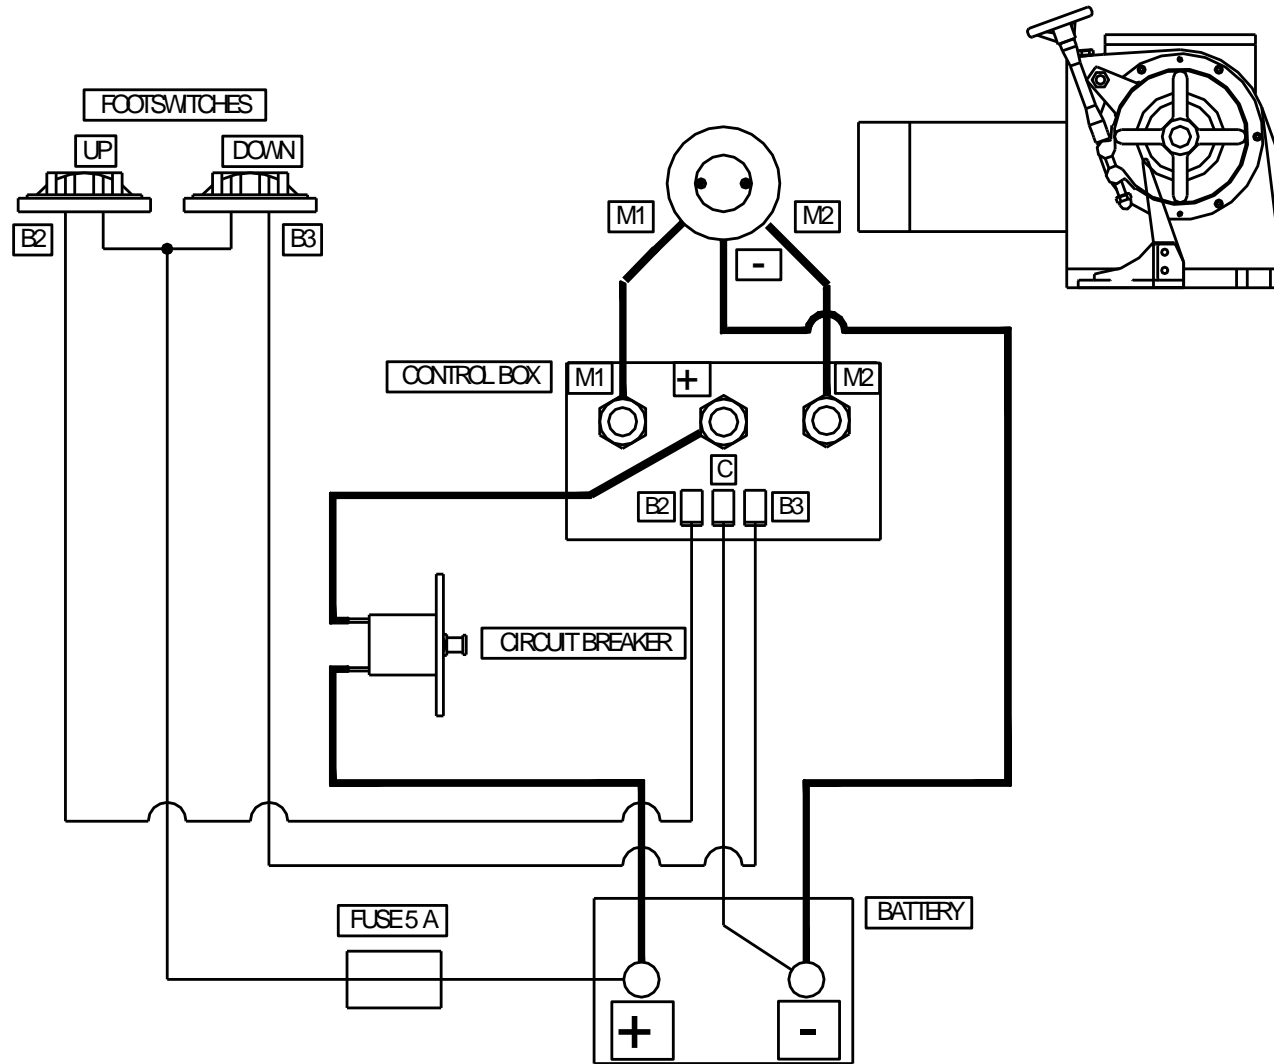 FOOTSWITCHES
UP
DOWN
B2
B3
M1
M2
-
CONTROL BOX
M1
+
M2
C
B2
B3
CIRCUIT BREAKER
FUSE 5 A
BATTERY
+
-